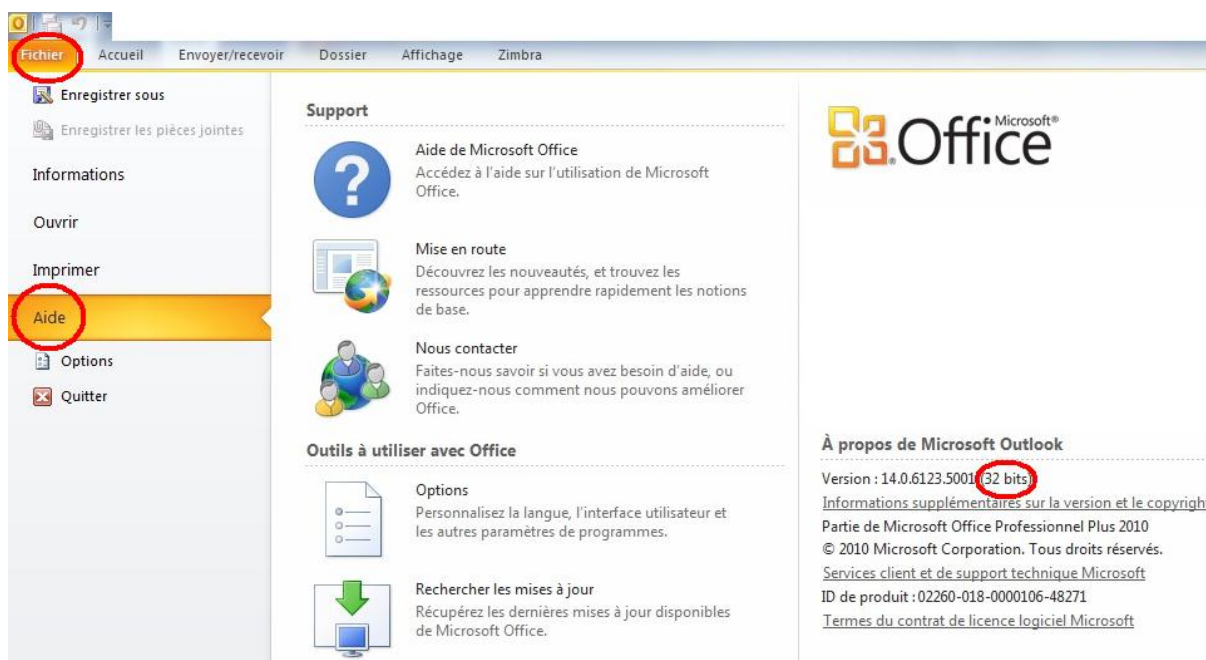 Fichier Accueil Envoyer/recevoir Dossier Affichage Zimbra
Enregistrer sous
Enregistrer les pièces jointes
Informations
Ouvrir
Imprimer
Aide
Options
Quitter
Support
Aide de Microsoft Office
Accédez à l'aide sur l'utilisation de Microsoft
Office.
Mise en route
Découvrez les nouveautés, et trouvez les
ressources pour apprendre rapidement les notions
de base.
Nous contacter
Faites-nous savoir si vous avez besoin d'aide, ou
indiquez-nous comment nous pouvons améliorer
Office.
Outils à utiliser avec Office
Options
Personnalisez la langue, l'interface utilisateur et
les autres paramètres de programmes.
Rechercher les mises à jour
Récupérez les dernières mises à jour disponibles
de Microsoft Office.
Microsoft®
Office
À propos de Microsoft Outlook
Version : 14.0.6123.5001 (32 bits)
Informations supplémentaires sur la version et le copyright
Partie de Microsoft Office Professionnel Plus 2010
© 2010 Microsoft Corporation. Tous droits réservés.
Services client et de support technique Microsoft
ID de produit : 02260-018-0000106-48271
Termes du contrat de licence logiciel Microsoft